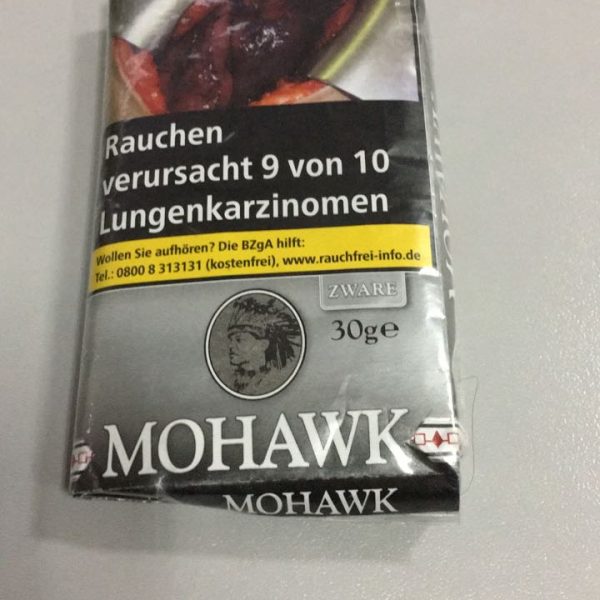 Rauchen
verursacht 9 von 10
Lungenkarzinomen
Wollen Sie aufhören? Die BZgA hilft:
Tel.: 0800 8 313131 (kostenfrei), www.rauchfrei-info.de
ZWARE
30g℮
MOHAWK
MOHAWK